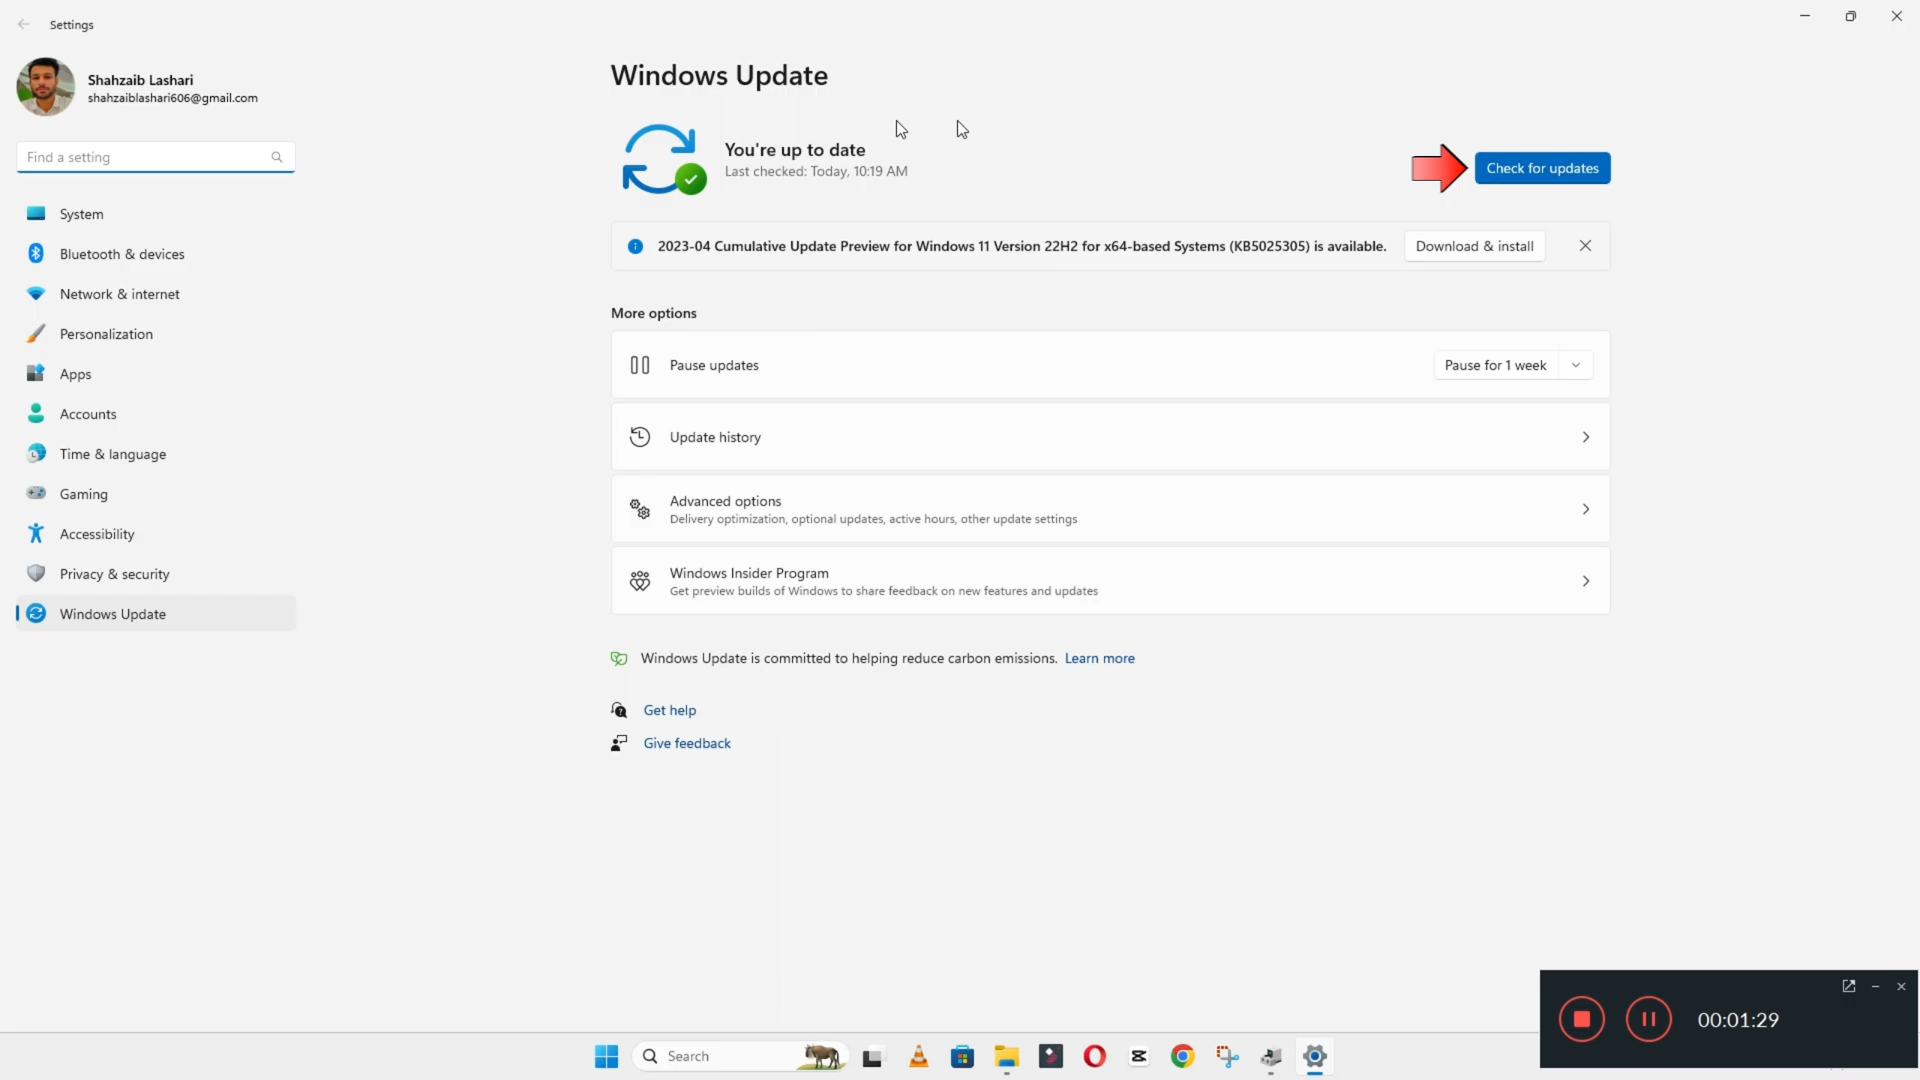 Settings
Shahzaib Lashari
shahzaiblashari606@gmail.com
Find a setting
System
Bluetooth & devices
Network & internet
Personalization
Apps
Accounts
Time & language
Gaming
Accessibility
Privacy & security
Windows Update
Windows Update
You're up to date
Last checked: Today, 10:19 AM
Check for updates
2023-04 Cumulative Update Preview for Windows 11 Version 22H2 for x64-based Systems (KB5025305) is available.
Download & install
More options
Pause updates
Pause for 1 week
Update history
Advanced options
Delivery optimization, optional updates, active hours, other update settings
Windows Insider Program
Get preview builds of Windows to share feedback on new features and updates
Windows Update is committed to helping reduce carbon emissions. Learn more
Get help
Give feedback
00:01:29
Search